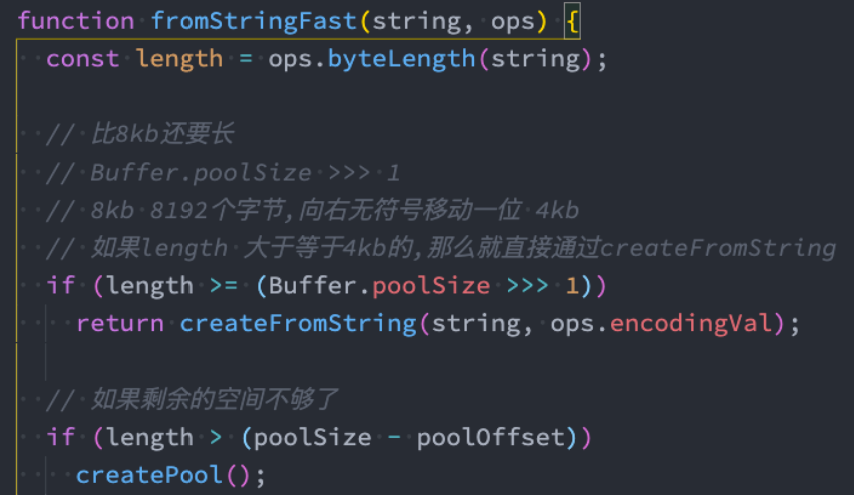 function fromStringFast(string, ops) {
  const length = ops.byteLength(string);
  // 比8kb还要长
  // Buffer.poolSize >>> 1
  // 8kb 8192个字节,向右无符号移动一位 4kb
  // 如果length 大于等于4kb的,那么就直接通过createFromString
  if (length >= (Buffer.poolSize >>> 1))
    return createFromString(string, ops.encodingVal);
  // 如果剩余的空间不够了
  if (length > (poolSize - poolOffset))
    createPool();